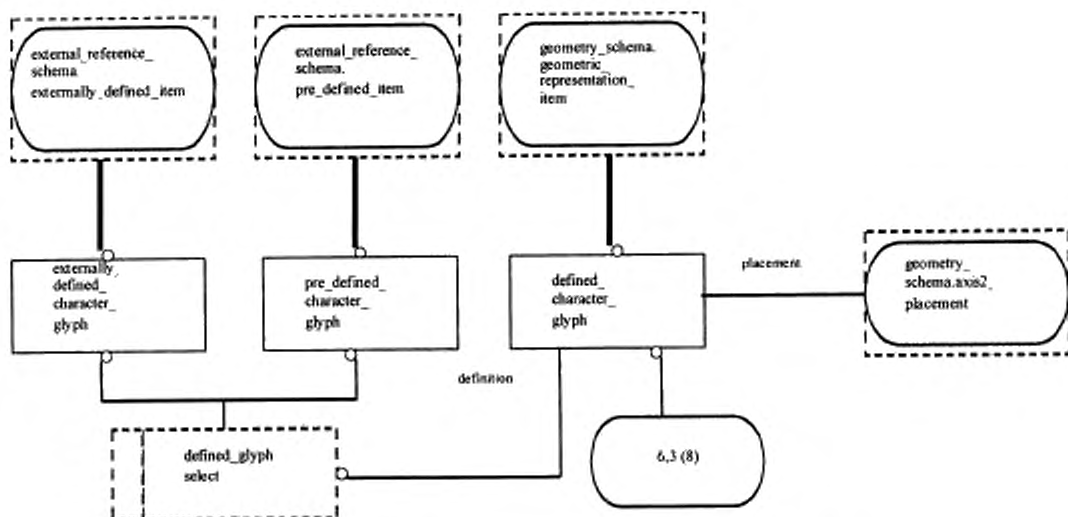 external_reference_
schema.
externally_defined_item
external_reference_
schema.
pre_defined_item
geometry_schema.
geometric_
representation_
item
externally_
defined_
character_
glyph
pre_defined_
character_
glyph
defined_
character_
glyph
placement
geometry_
schema.axis2_
placement
definition
defined_glyph
select
6,3 (8)